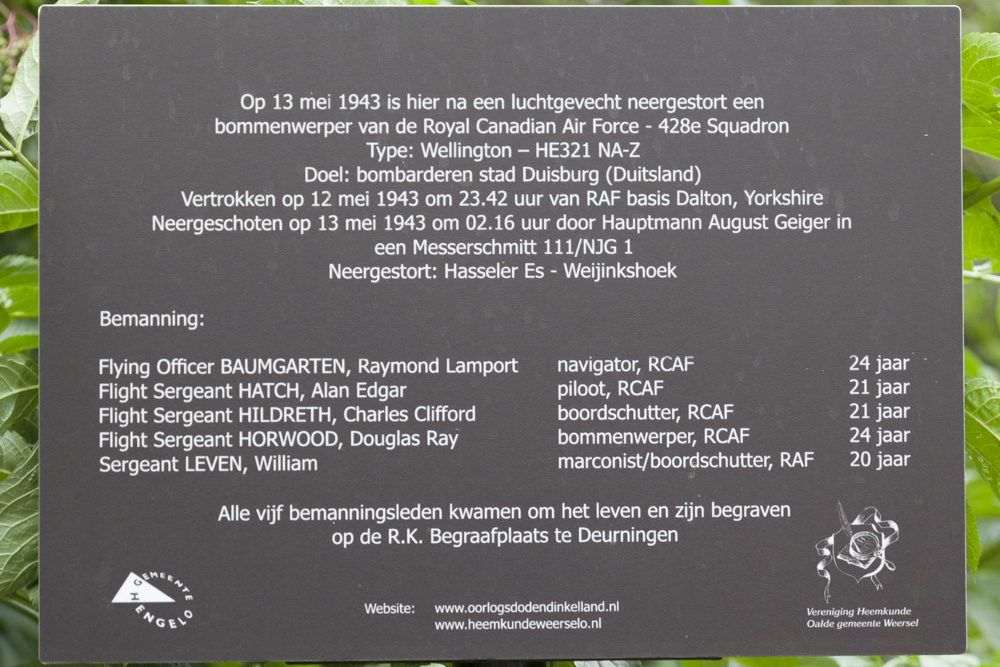 Op 13 mei 1943 is hier na een luchtgevecht neergestort een
bommenwerper van de Royal Canadian Air Force - 428e Squadron
Type: Wellington – HE321 NA-Z
Doel: bombarderen stad Duisburg (Duitsland)
Vertrokken op 12 mei 1943 om 23.42 uur van RAF basis Dalton, Yorkshire
Neergeschoten op 13 mei 1943 om 02.16 uur door Hauptmann August Geiger in
een Messerschmitt 111/NJG 1
Neergestort: Hasseler Es - Weijinkshoek
Bemanning:
Flying Officer BAUMGARTEN, Raymond Lamport navigator, RCAF 24 jaar
Flight Sergeant HATCH, Alan Edgar piloot, RCAF 21 jaar
Flight Sergeant HILDRETH, Charles Clifford boordschutter, RCAF 21 jaar
Flight Sergeant HORWOOD, Douglas Ray bommenwerper, RCAF 24 jaar
Sergeant LEVEN, William marconist/boordschutter, RAF 20 jaar
Alle vijf bemanningsleden kwamen om het leven en zijn begraven
op de R.K. Begraafplaats te Deurningen
GEMEENTE
HENGELO
Website: www.oorlogsdodendinkelland.nl
www.heemkundeweerselo.nl
Vereniging Heemkunde
Oalde gemeente Weersel